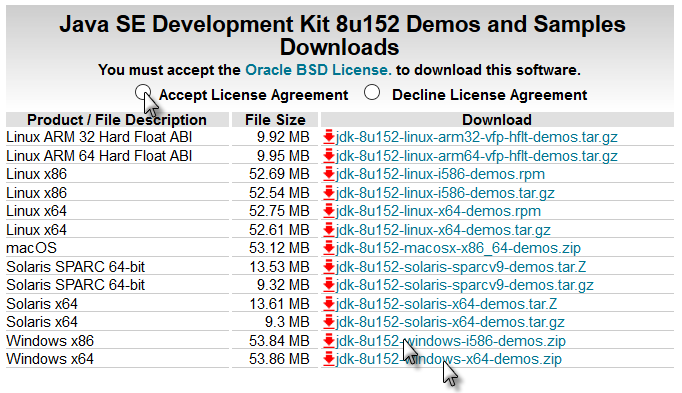 Java SE Development Kit 8u152 Demos and Samples
Downloads
You must accept the Oracle BSD License. to download this software.
Accept License Agreement Decline License Agreement
Product / File Description File Size Download
Linux ARM 32 Hard Float ABI 9.92 MB jdk-8u152-linux-arm32-vfp-hflt-demos.tar.gz
Linux ARM 64 Hard Float ABI 9.95 MB jdk-8u152-linux-arm64-vfp-hflt-demos.tar.gz
Linux x86 52.69 MB jdk-8u152-linux-i586-demos.rpm
Linux x86 52.54 MB jdk-8u152-linux-i586-demos.tar.gz
Linux x64 52.75 MB jdk-8u152-linux-x64-demos.rpm
Linux x64 52.61 MB jdk-8u152-linux-x64-demos.tar.gz
macOS 53.12 MB jdk-8u152-macosx-x86_64-demos.zip
Solaris SPARC 64-bit 13.53 MB jdk-8u152-solaris-sparcv9-demos.tar.Z
Solaris SPARC 64-bit 9.32 MB jdk-8u152-solaris-sparcv9-demos.tar.gz
Solaris x64 13.61 MB jdk-8u152-solaris-x64-demos.tar.Z
Solaris x64 9.3 MB jdk-8u152-solaris-x64-demos.tar.gz
Windows x86 53.84 MB jdk-8u152-windows-i586-demos.zip
Windows x64 53.86 MB jdk-8u152-windows-x64-demos.zip